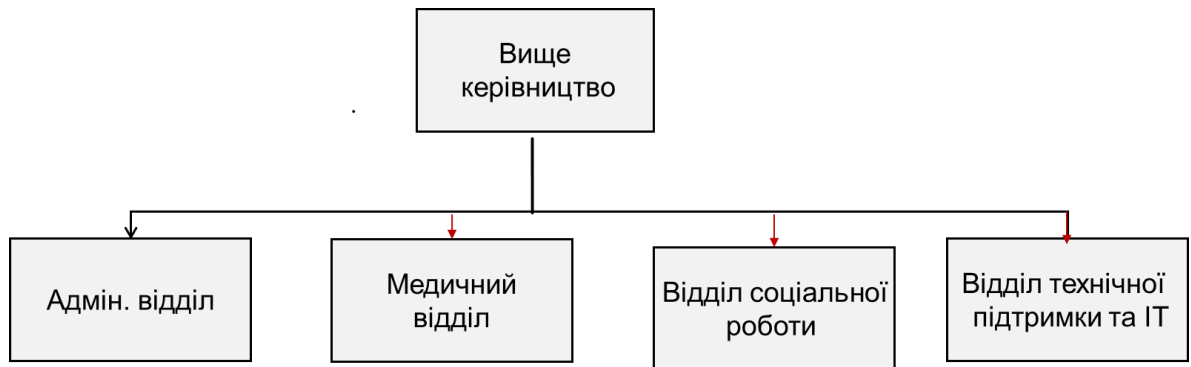 Вище
керівництво
Адмін. відділ
Медичний
відділ
Відділ соціальної
роботи
Відділ технічної
підтримки та ІТ